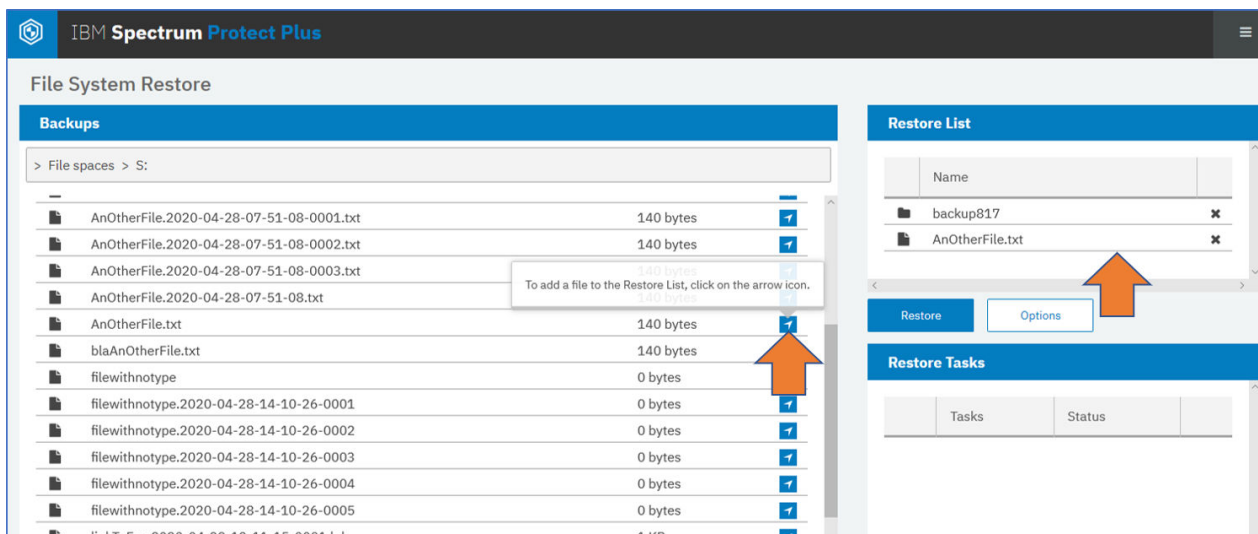 IBM Spectrum Protect Plus
File System Restore
Backups
> File spaces > S:
AnOtherFile.2020-04-28-07-51-08-0001.txt 140 bytes
AnOtherFile.2020-04-28-07-51-08-0002.txt 140 bytes
AnOtherFile.2020-04-28-07-51-08-0003.txt 140 bytes
To add a file to the Restore List, click on the arrow icon.
AnOtherFile.2020-04-28-07-51-08.txt 140 bytes
AnOtherFile.txt 140 bytes
blaAnOtherFile.txt 140 bytes
filewithnotype 0 bytes
filewithnotype.2020-04-28-14-10-26-0001 0 bytes
filewithnotype.2020-04-28-14-10-26-0002 0 bytes
filewithnotype.2020-04-28-14-10-26-0003 0 bytes
filewithnotype.2020-04-28-14-10-26-0004 0 bytes
filewithnotype.2020-04-28-14-10-26-0005 0 bytes
Restore List
Name
backup817
AnOtherFile.txt
Restore Options
Restore Tasks
Tasks Status